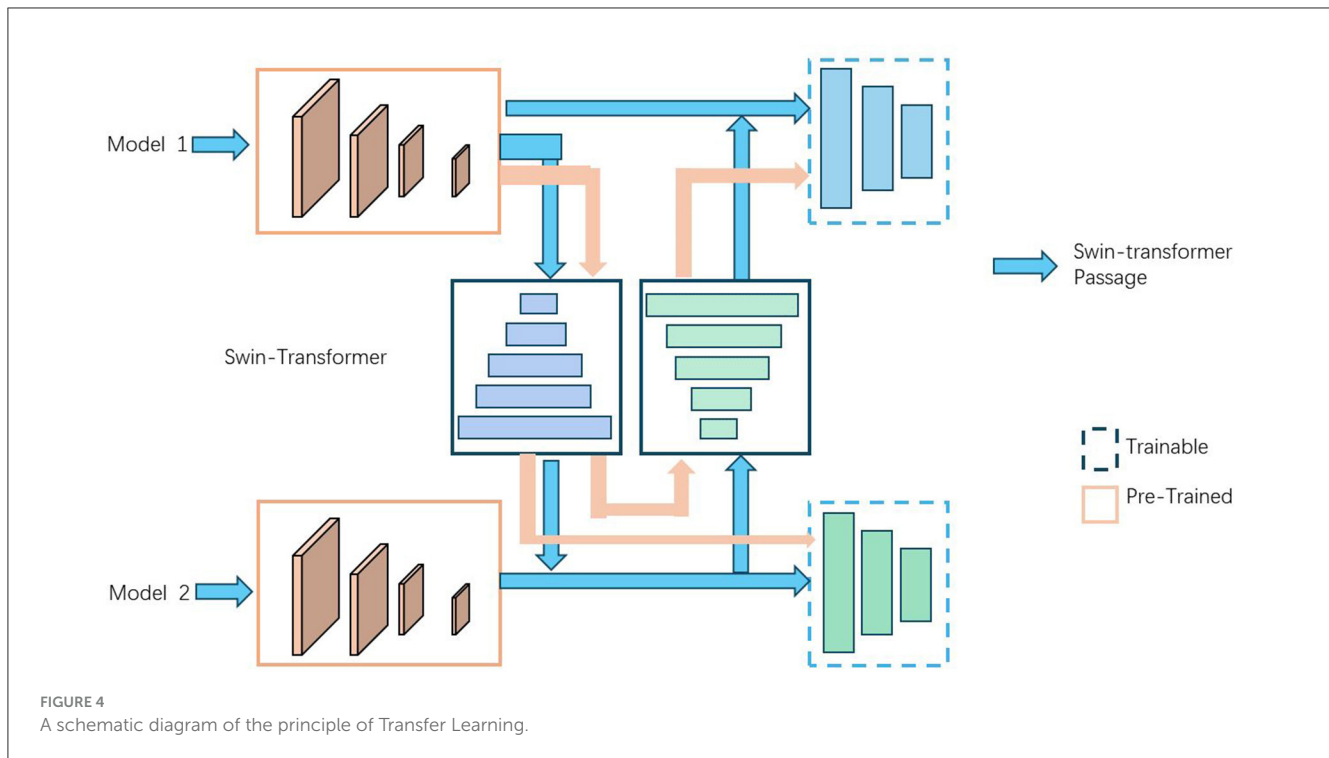 Model 1
Swin-transformer
Passage
Swin-Transformer
Trainable
Pre-Trained
Model 2
FIGURE 4
A schematic diagram of the principle of Transfer Learning.